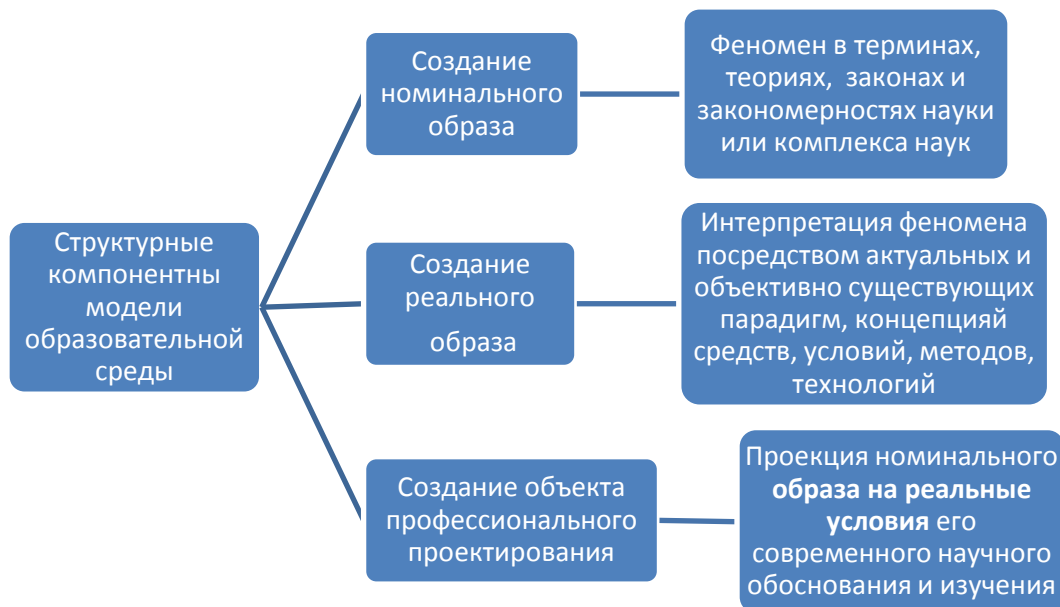 Структурные
компонентны
модели
образовательной
среды
Создание
номинального
образа
Феномен в терминах,
теориях, законах и
закономерностях науки
или комплекса наук
Создание
реального
образа
Интерпретация феномена
посредством актуальных и
объективно существующих
парадигм, концепцияй
средств, условий, методов,
технологий
Создание объекта
профессионального
проектирования
Проекция номинального
образа на реальные
условия его
современного научного
обоснования и изучения